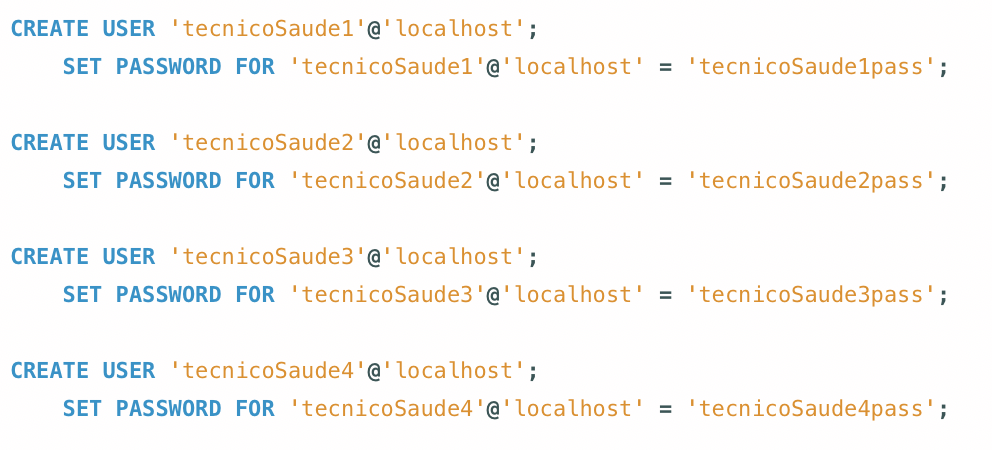 CREATE USER 'tecnicoSaude1'@'localhost';
SET PASSWORD FOR 'tecnicoSaude1'@'localhost' = 'tecnicoSaude1pass';
CREATE USER 'tecnicoSaude2'@'localhost';
SET PASSWORD FOR 'tecnicoSaude2'@'localhost' = 'tecnicoSaude2pass';
CREATE USER 'tecnicoSaude3'@'localhost';
SET PASSWORD FOR 'tecnicoSaude3'@'localhost' = 'tecnicoSaude3pass';
CREATE USER 'tecnicoSaude4'@'localhost';
SET PASSWORD FOR 'tecnicoSaude4'@'localhost' = 'tecnicoSaude4pass';